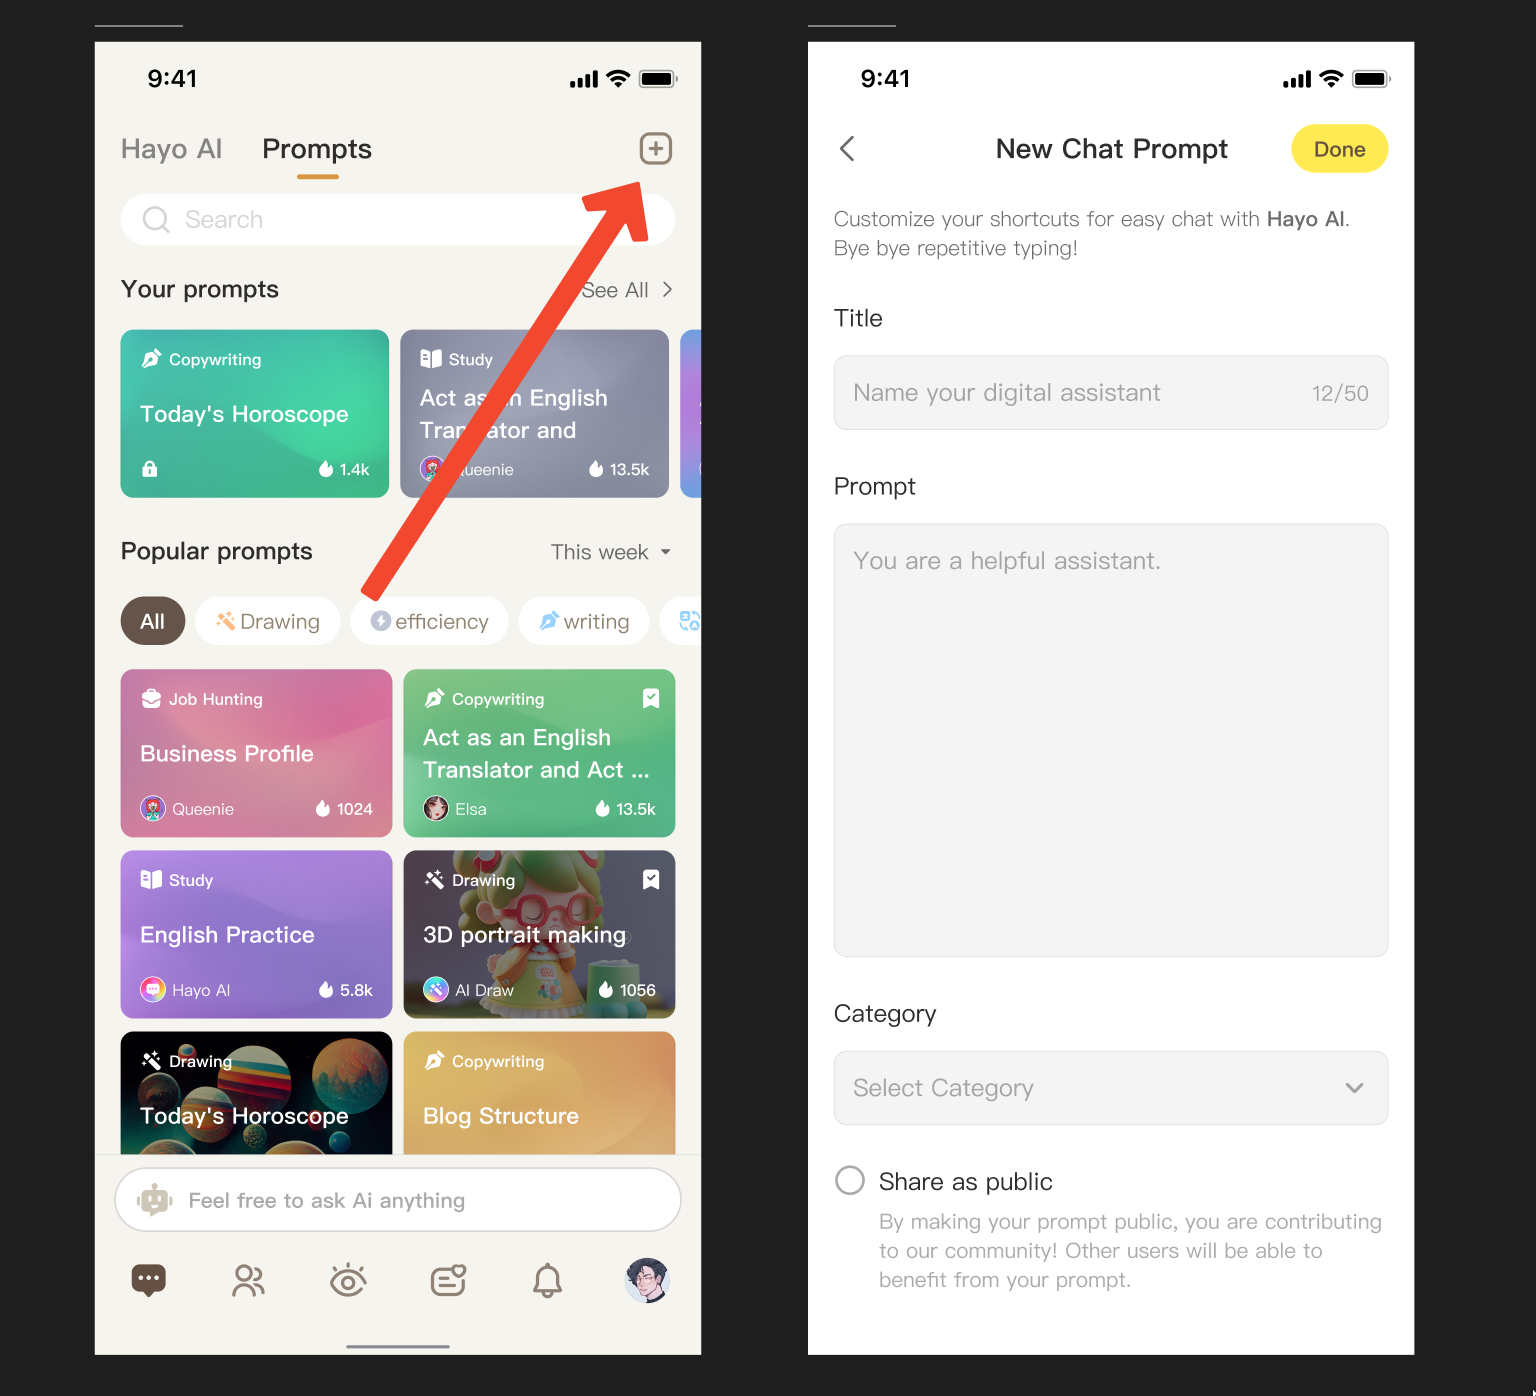 9:41
Hayo AI Prompts
Search
Your prompts
See All
Copywriting
Today's Horoscope
1.4k
Study
Act as an English
Translator and
Queenie
13.5k
Popular prompts
This week
All
Drawing
efficiency
writing
Job Hunting
Business Profile
Queenie
1024
Copywriting
Act as an English
Translator and Act ...
Elsa
13.5k
Study
English Practice
Hayo AI
5.8k
Drawing
3D portrait making
AI Draw
1056
Drawing
Today's Horoscope
Copywriting
Blog Structure
Feel free to ask Ai anything
9:41
New Chat Prompt
Done
Customize your shortcuts for easy chat with Hayo AI.
Bye bye repetitive typing!
Title
Name your digital assistant
12/50
Prompt
You are a helpful assistant.
Category
Select Category
Share as public
By making your prompt public, you are contributing
to our community! Other users will be able to
benefit from your prompt.